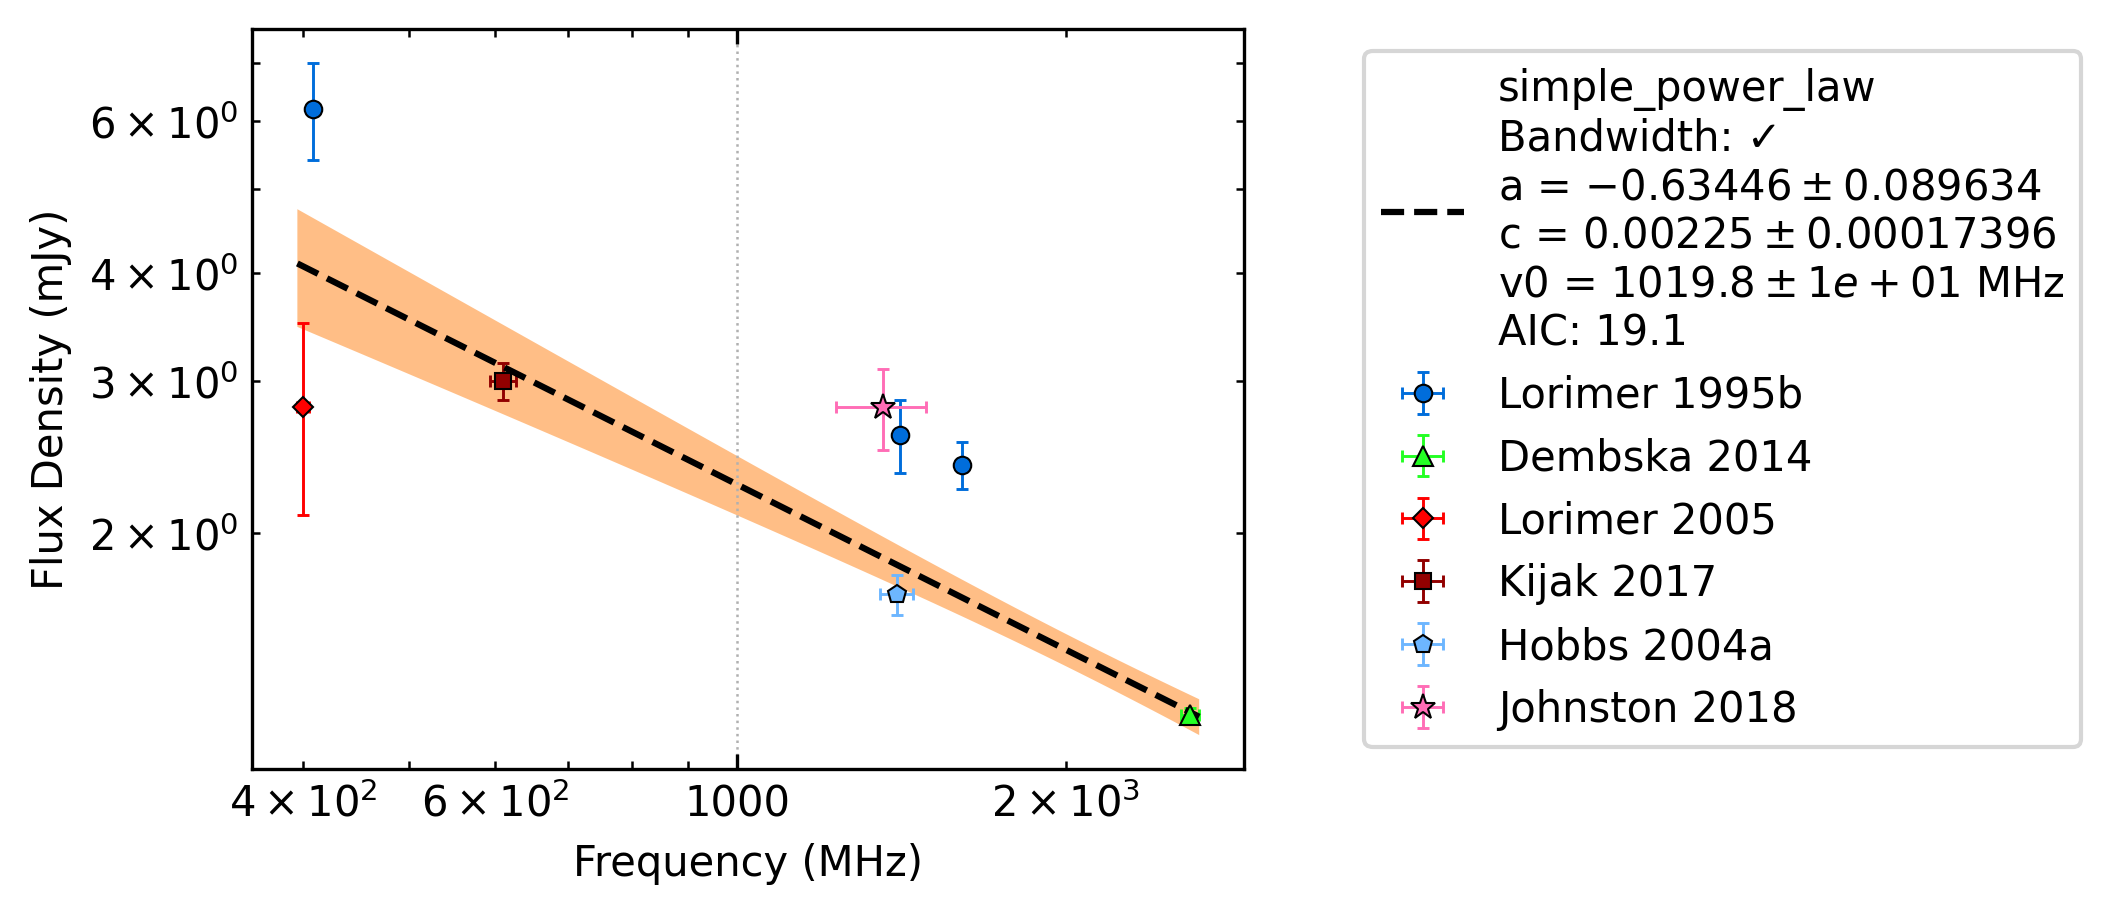 6 × 10⁰
4 × 10⁰
3 × 10⁰
2 × 10⁰
Flux Density (mJy)
4 × 10² 6 × 10² 1000 2 × 10³
Frequency (MHz)
simple_power_law
Bandwidth: ✓
a = −0.63446 ± 0.089634
c = 0.00225 ± 0.00017396
v0 = 1019.8 ± 1e + 01 MHz
AIC: 19.1
Lorimer 1995b
Dembska 2014
Lorimer 2005
Kijak 2017
Hobbs 2004a
Johnston 2018